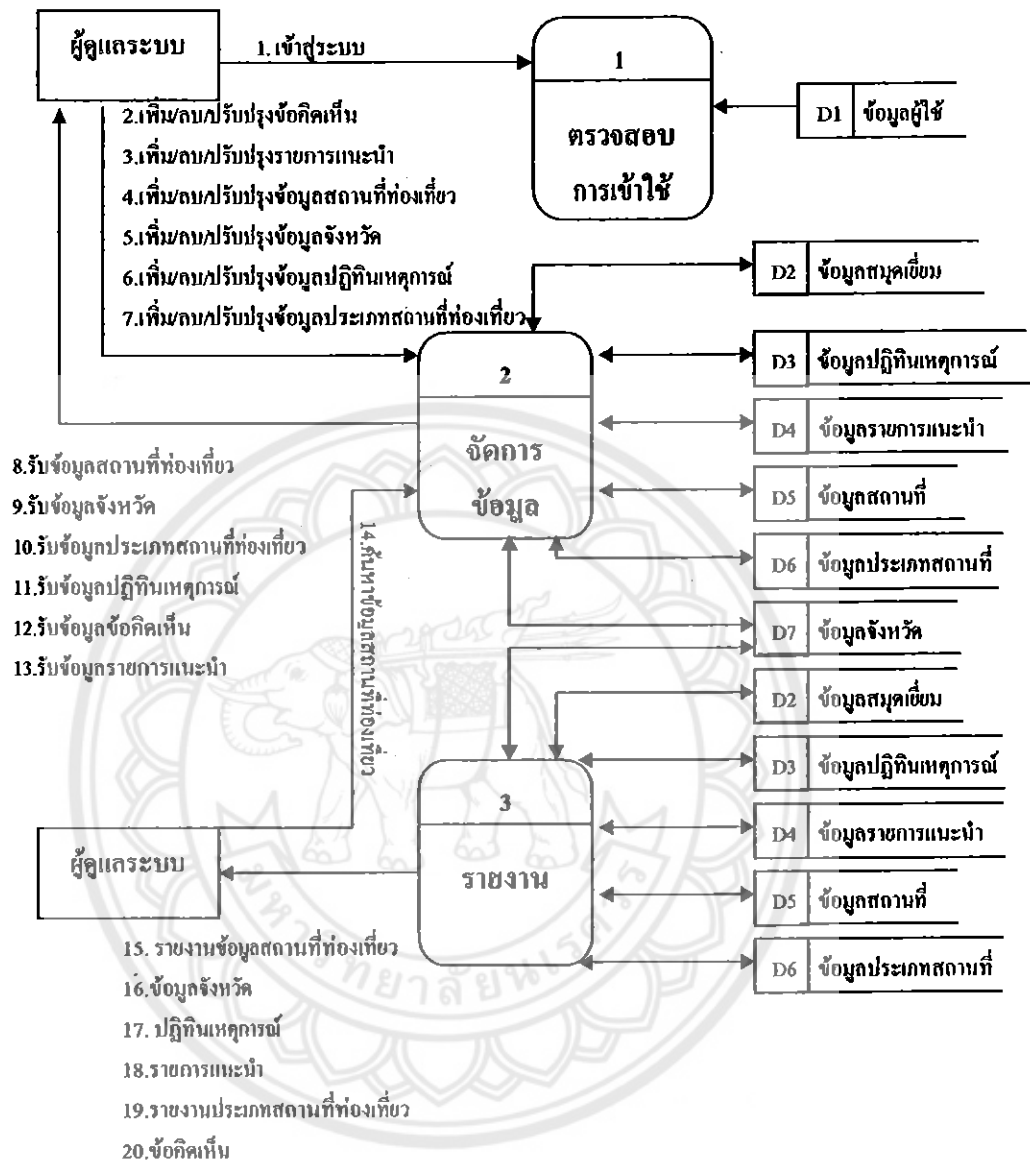 ผู้ดูแลระบบ
1. เข้าสู่ระบบ
1
ตรวจสอบ
การเข้าใช้
D1 ข้อมูลผู้ใช้
2.เพิ่ม/ลบ/ปรับปรุงข้อคิดเห็น
3.เพิ่ม/ลบ/ปรับปรุงรายการแนะนำ
4.เพิ่ม/ลบ/ปรับปรุงข้อมูลสถานที่ท่องเที่ยว
5.เพิ่ม/ลบ/ปรับปรุงข้อมูลจังหวัด
6.เพิ่ม/ลบ/ปรับปรุงข้อมูลปฏิทินเหตุการณ์
7.เพิ่ม/ลบ/ปรับปรุงข้อมูลประเภทสถานที่ท่องเที่ยว
D2 ข้อมูลสมุดเยี่ยม
2
จัดการ
ข้อมูล
D3 ข้อมูลปฏิทินเหตุการณ์
D4 ข้อมูลรายการแนะนำ
D5 ข้อมูลสถานที่
D6 ข้อมูลประเภทสถานที่
D7 ข้อมูลจังหวัด
8.รับข้อมูลสถานที่ท่องเที่ยว
9.รับข้อมูลจังหวัด
10.รับข้อมูลประเภทสถานที่ท่องเที่ยว
11.รับข้อมูลปฏิทินเหตุการณ์
12.รับข้อมูลข้อคิดเห็น
13.รับข้อมูลรายการแนะนำ
14.ค้นหาข้อมูลสถานที่ท่องเที่ยว
D2 ข้อมูลสมุดเยี่ยม
D3 ข้อมูลปฏิทินเหตุการณ์
D4 ข้อมูลรายการแนะนำ
D5 ข้อมูลสถานที่
D6 ข้อมูลประเภทสถานที่
3
รายงาน
ผู้ดูแลระบบ
15. รายงานข้อมูลสถานที่ท่องเที่ยว
16.ข้อมูลจังหวัด
17. ปฏิทินเหตุการณ์
18.รายการแนะนำ
19.รายงานประเภทสถานที่ท่องเที่ยว
20.ข้อคิดเห็น
มหาวิทยาลัยนเรศวร